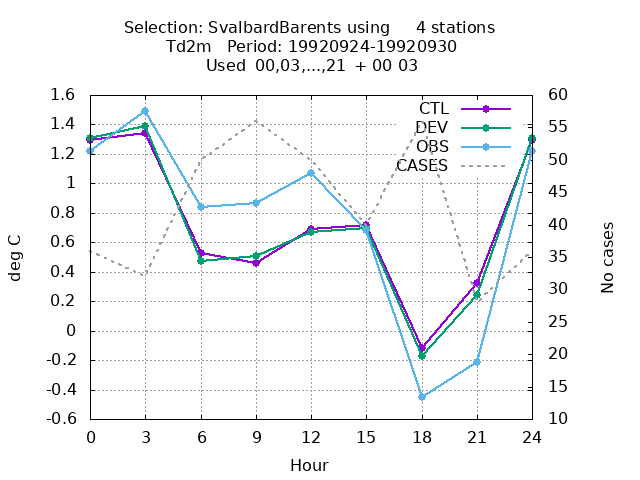 Selection: SvalbardBarents using     4 stations
Td2m   Period: 19920924-19920930
Used  00,03,...,21  + 00 03
1.6
1.4
1.2
1
0.8
0.6
0.4
0.2
0
-0.2
-0.4
-0.6
deg C
CTL
DEV
OBS
CASES
60
55
50
45
40
35
30
25
20
15
10
No cases
0 3 6 9 12 15 18 21 24
Hour